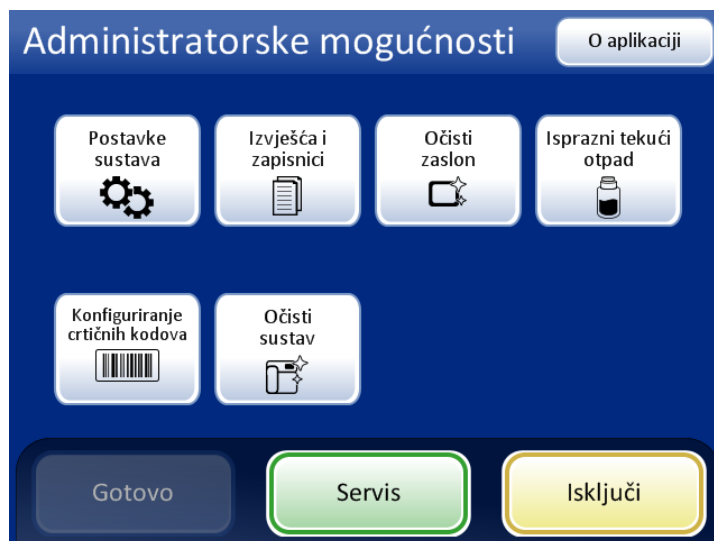 Administratorske mogućnosti
O aplikaciji
Postavke
sustava
Izvješća i
zapisnici
Očisti
zaslon
Isprazni tekući
otpad
Konfiguriranje
crtičnih kodova
Očisti
sustav
Gotovo
Servis
Isključi